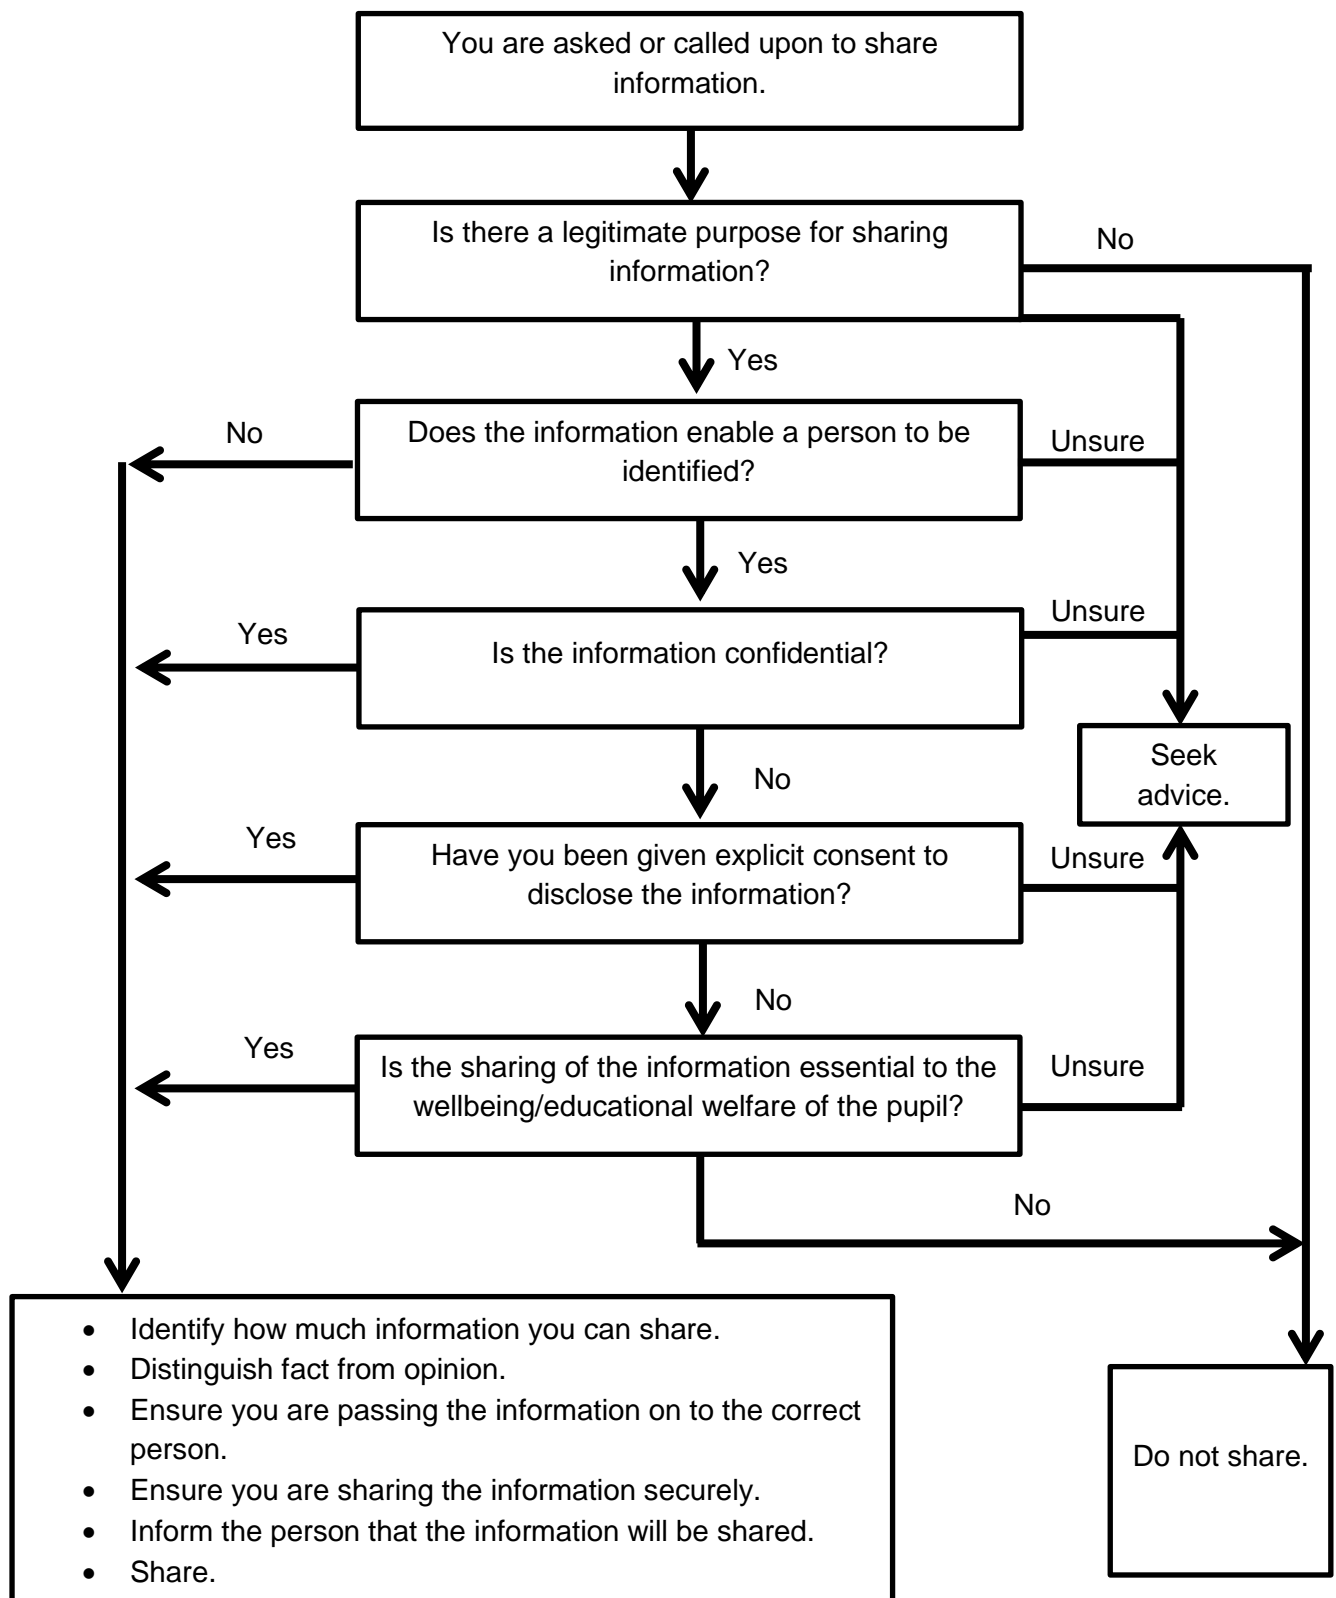 You are asked or called upon to share
information.
Is there a legitimate purpose for sharing
information?
No
Yes
No
Does the information enable a person to be
identified?
Unsure
Yes
Unsure
Yes
Is the information confidential?
Seek
advice.
No
Yes
Have you been given explicit consent to
disclose the information?
Unsure
No
Yes
Is the sharing of the information essential to the
wellbeing/educational welfare of the pupil?
Unsure
No
• Identify how much information you can share.
• Distinguish fact from opinion.
• Ensure you are passing the information on to the correct
person.
• Ensure you are sharing the information securely.
• Inform the person that the information will be shared.
• Share.
Do not share.